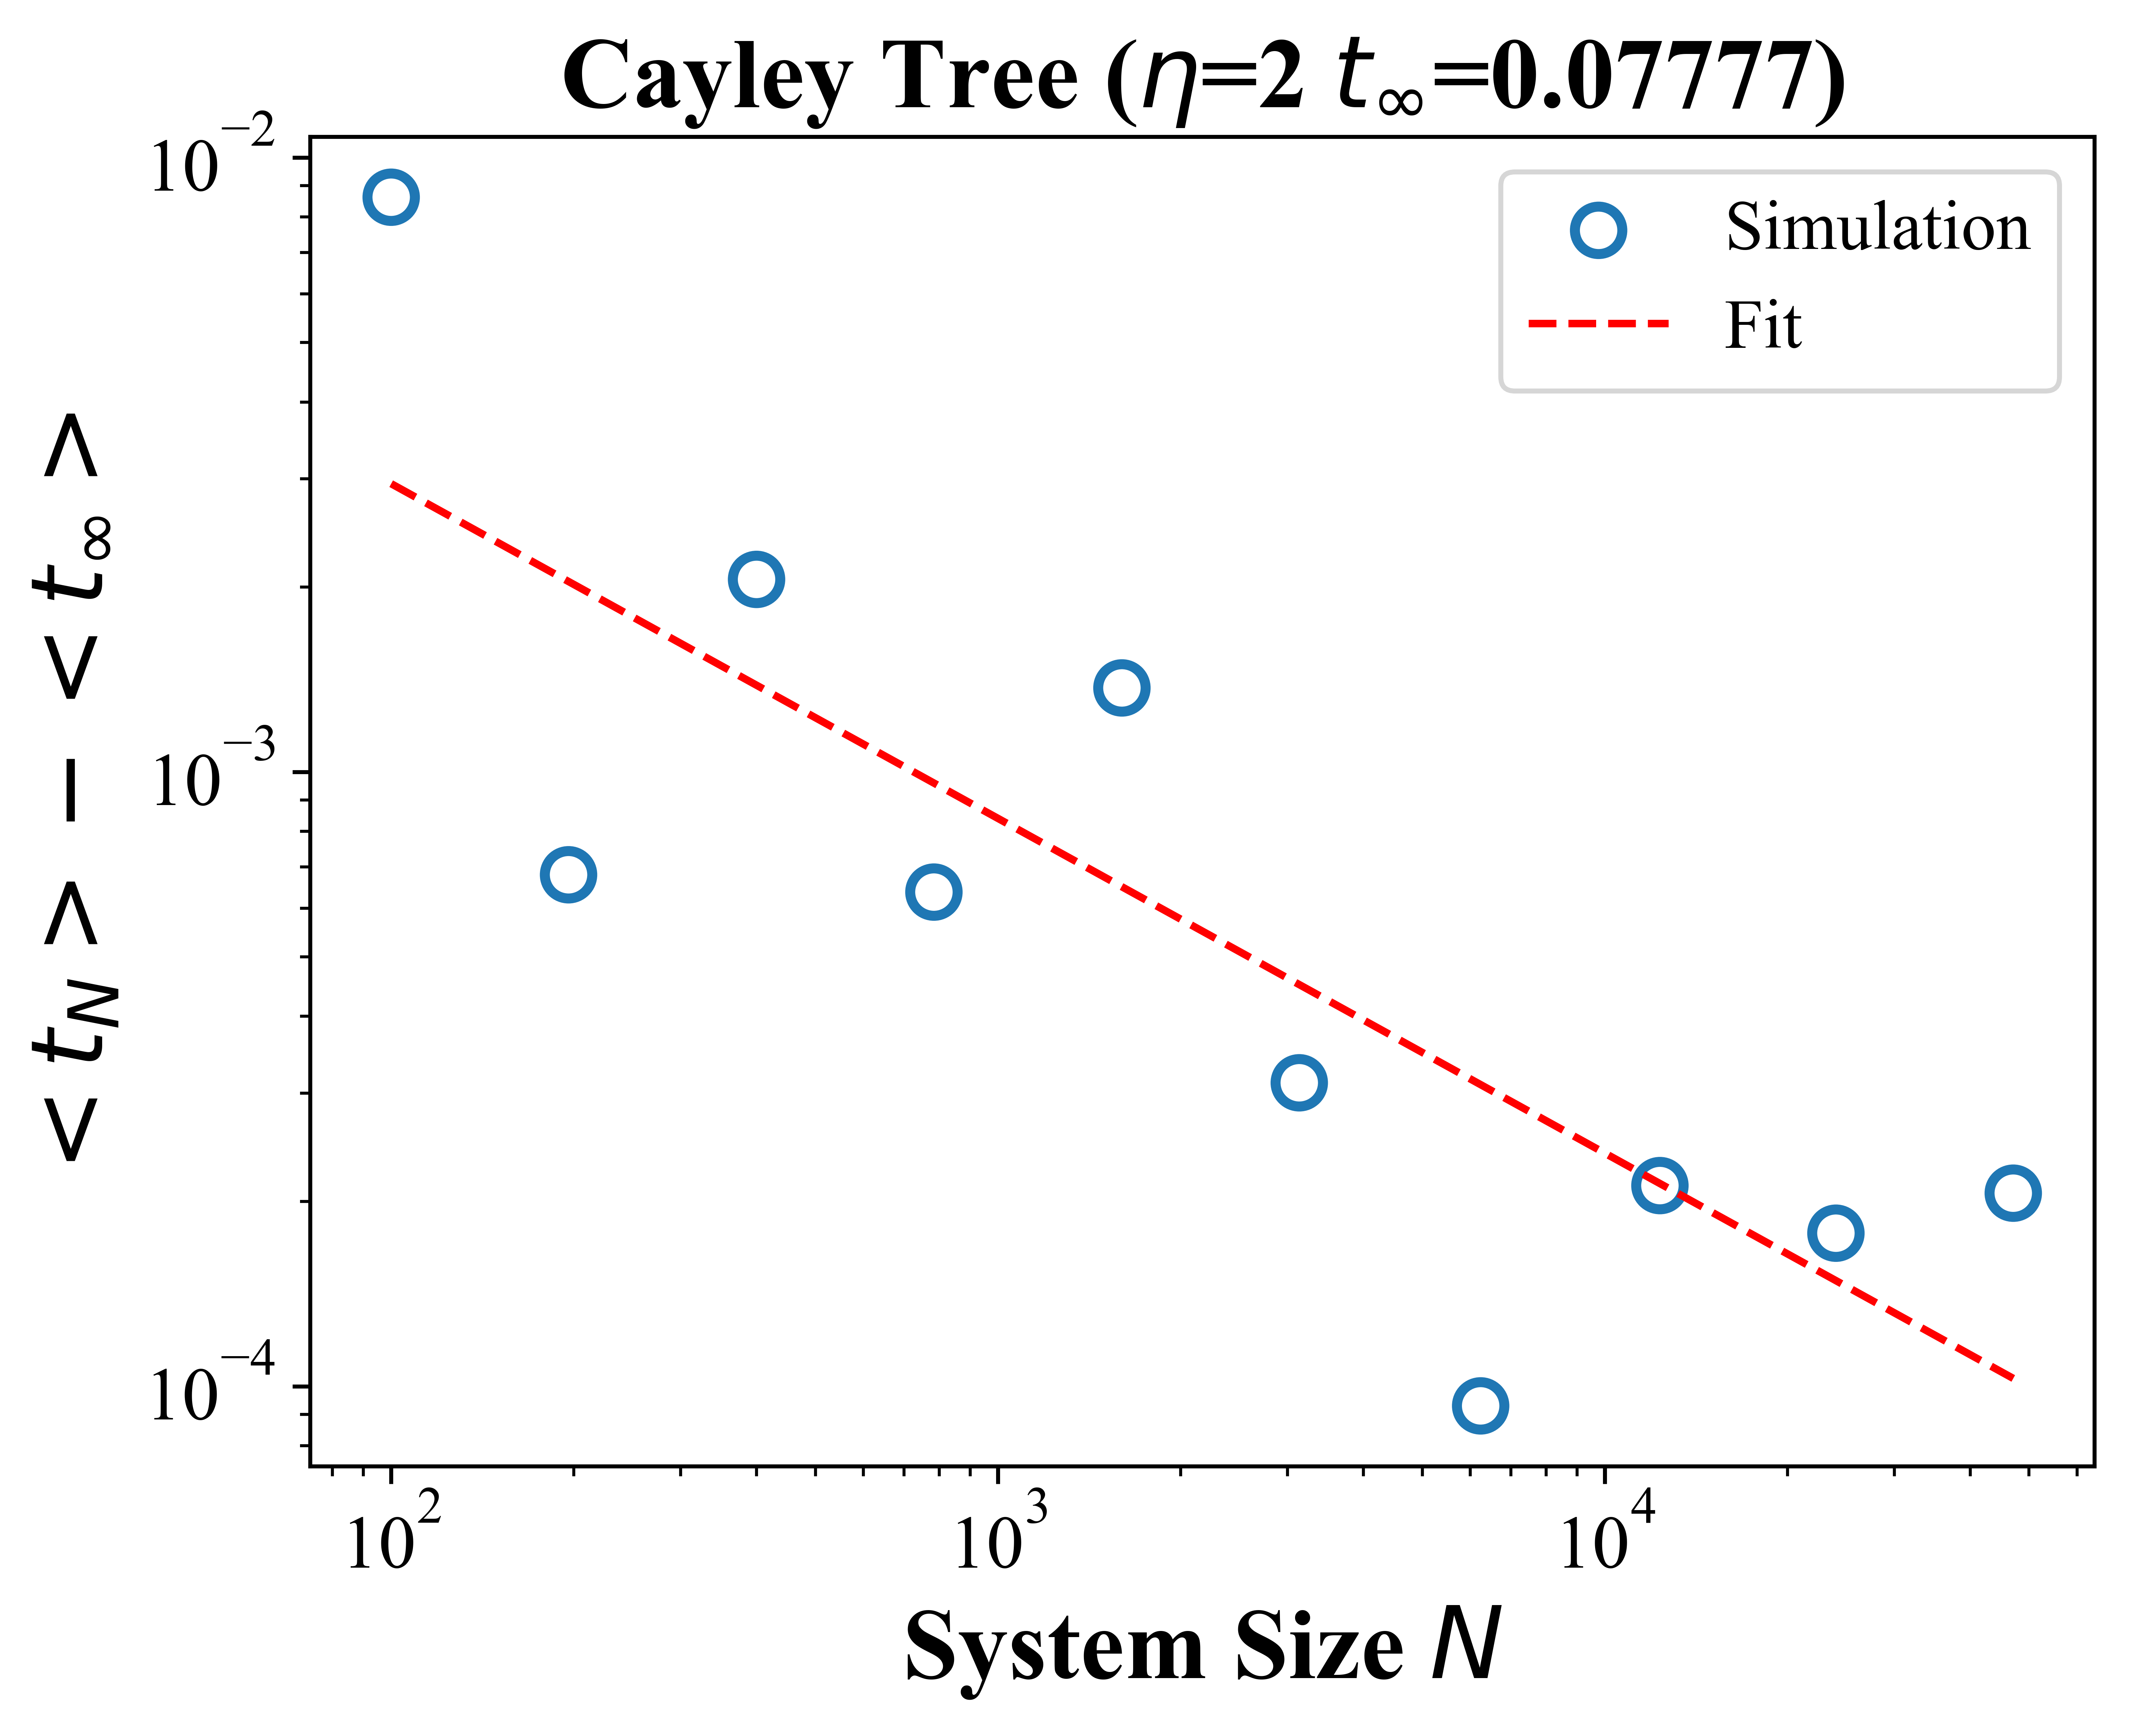 Cayley Tree (η=2 t∞=0.07777)
10−2
10−3
10−4
< tN > − < t∞ >
Simulation
Fit
102
103
104
System Size N